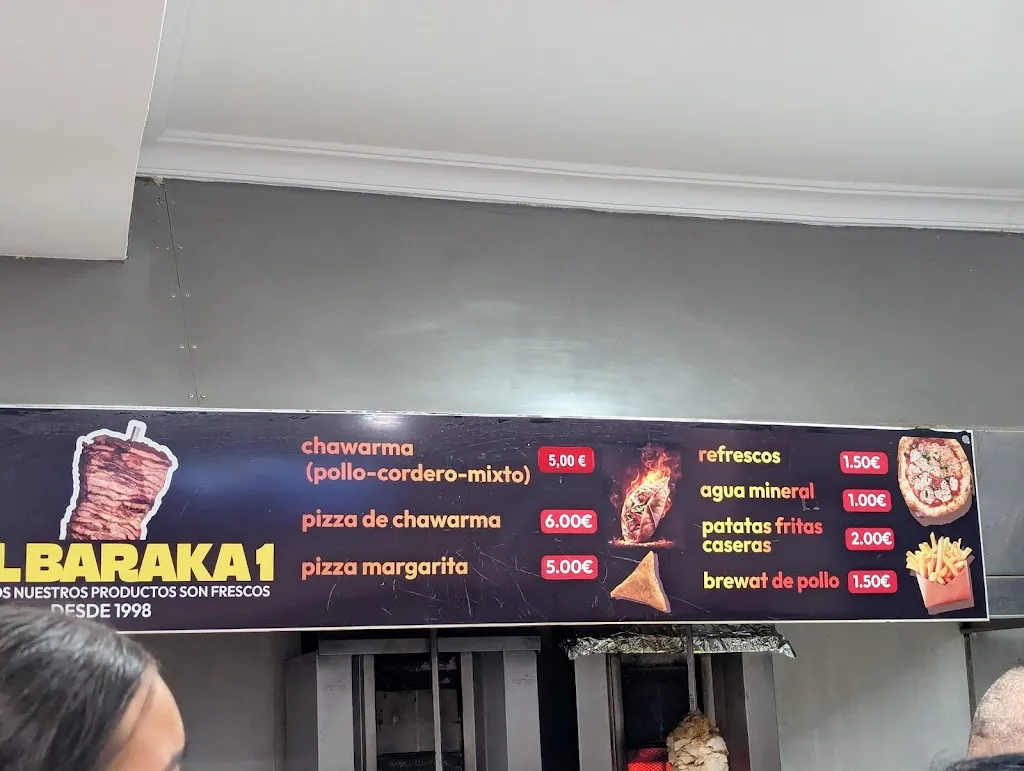 LBARAKA 1
OS NUESTROS PRODUCTOS SON FRESCOS
DESDE 1998
chawarma
(pollo-cordero-mixto) 5,00 €
pizza de chawarma 6.00€
pizza margarita 5.00€
refrescos 1.50€
agua mineral 1.00€
patatas fritas
caseras 2.00€
brewat de pollo 1.50€